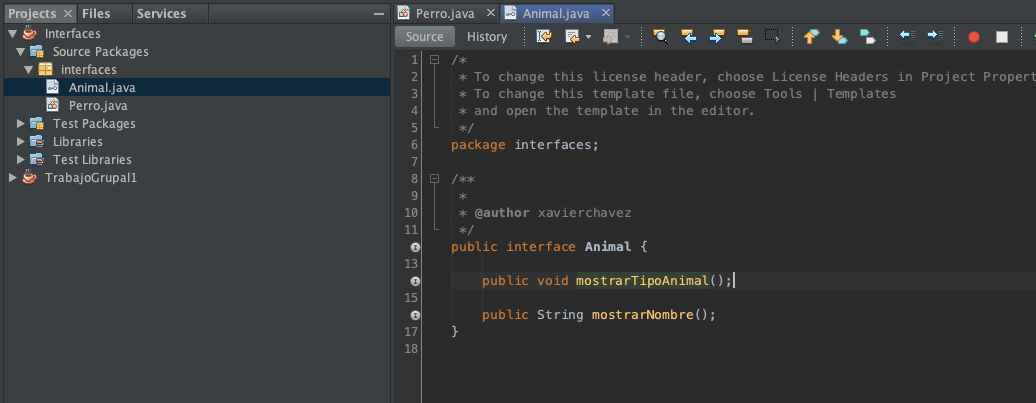 Projects × Files Services
Interfaces
Source Packages
interfaces
Animal.java
Perro.java
Test Packages
Libraries
Test Libraries
TrabajoGrupal1
Perro.java × Animal.java ×
Source History
1 /*
2 * To change this license header, choose License Headers in Project Propert
3 * To change this template file, choose Tools | Templates
4 * and open the template in the editor.
5 */
6 package interfaces;
7
8 /**
9 *
10 * @author xavierchavez
11 */
public interface Animal {
13
public void mostrarTipoAnimal();
15
public String mostrarNombre();
17 }
18